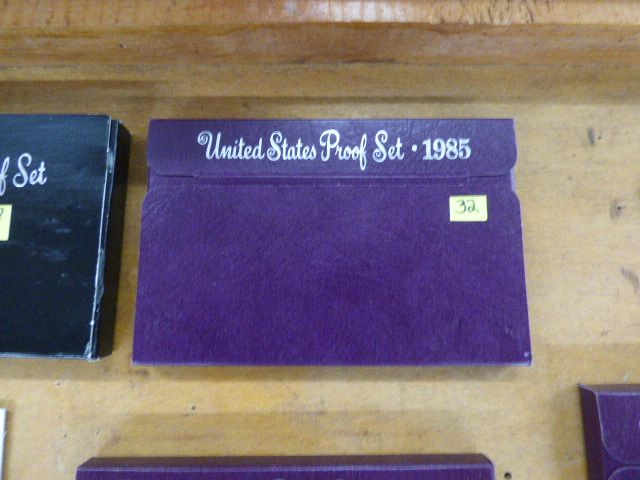 United States Proof Set • 1985
32
Set